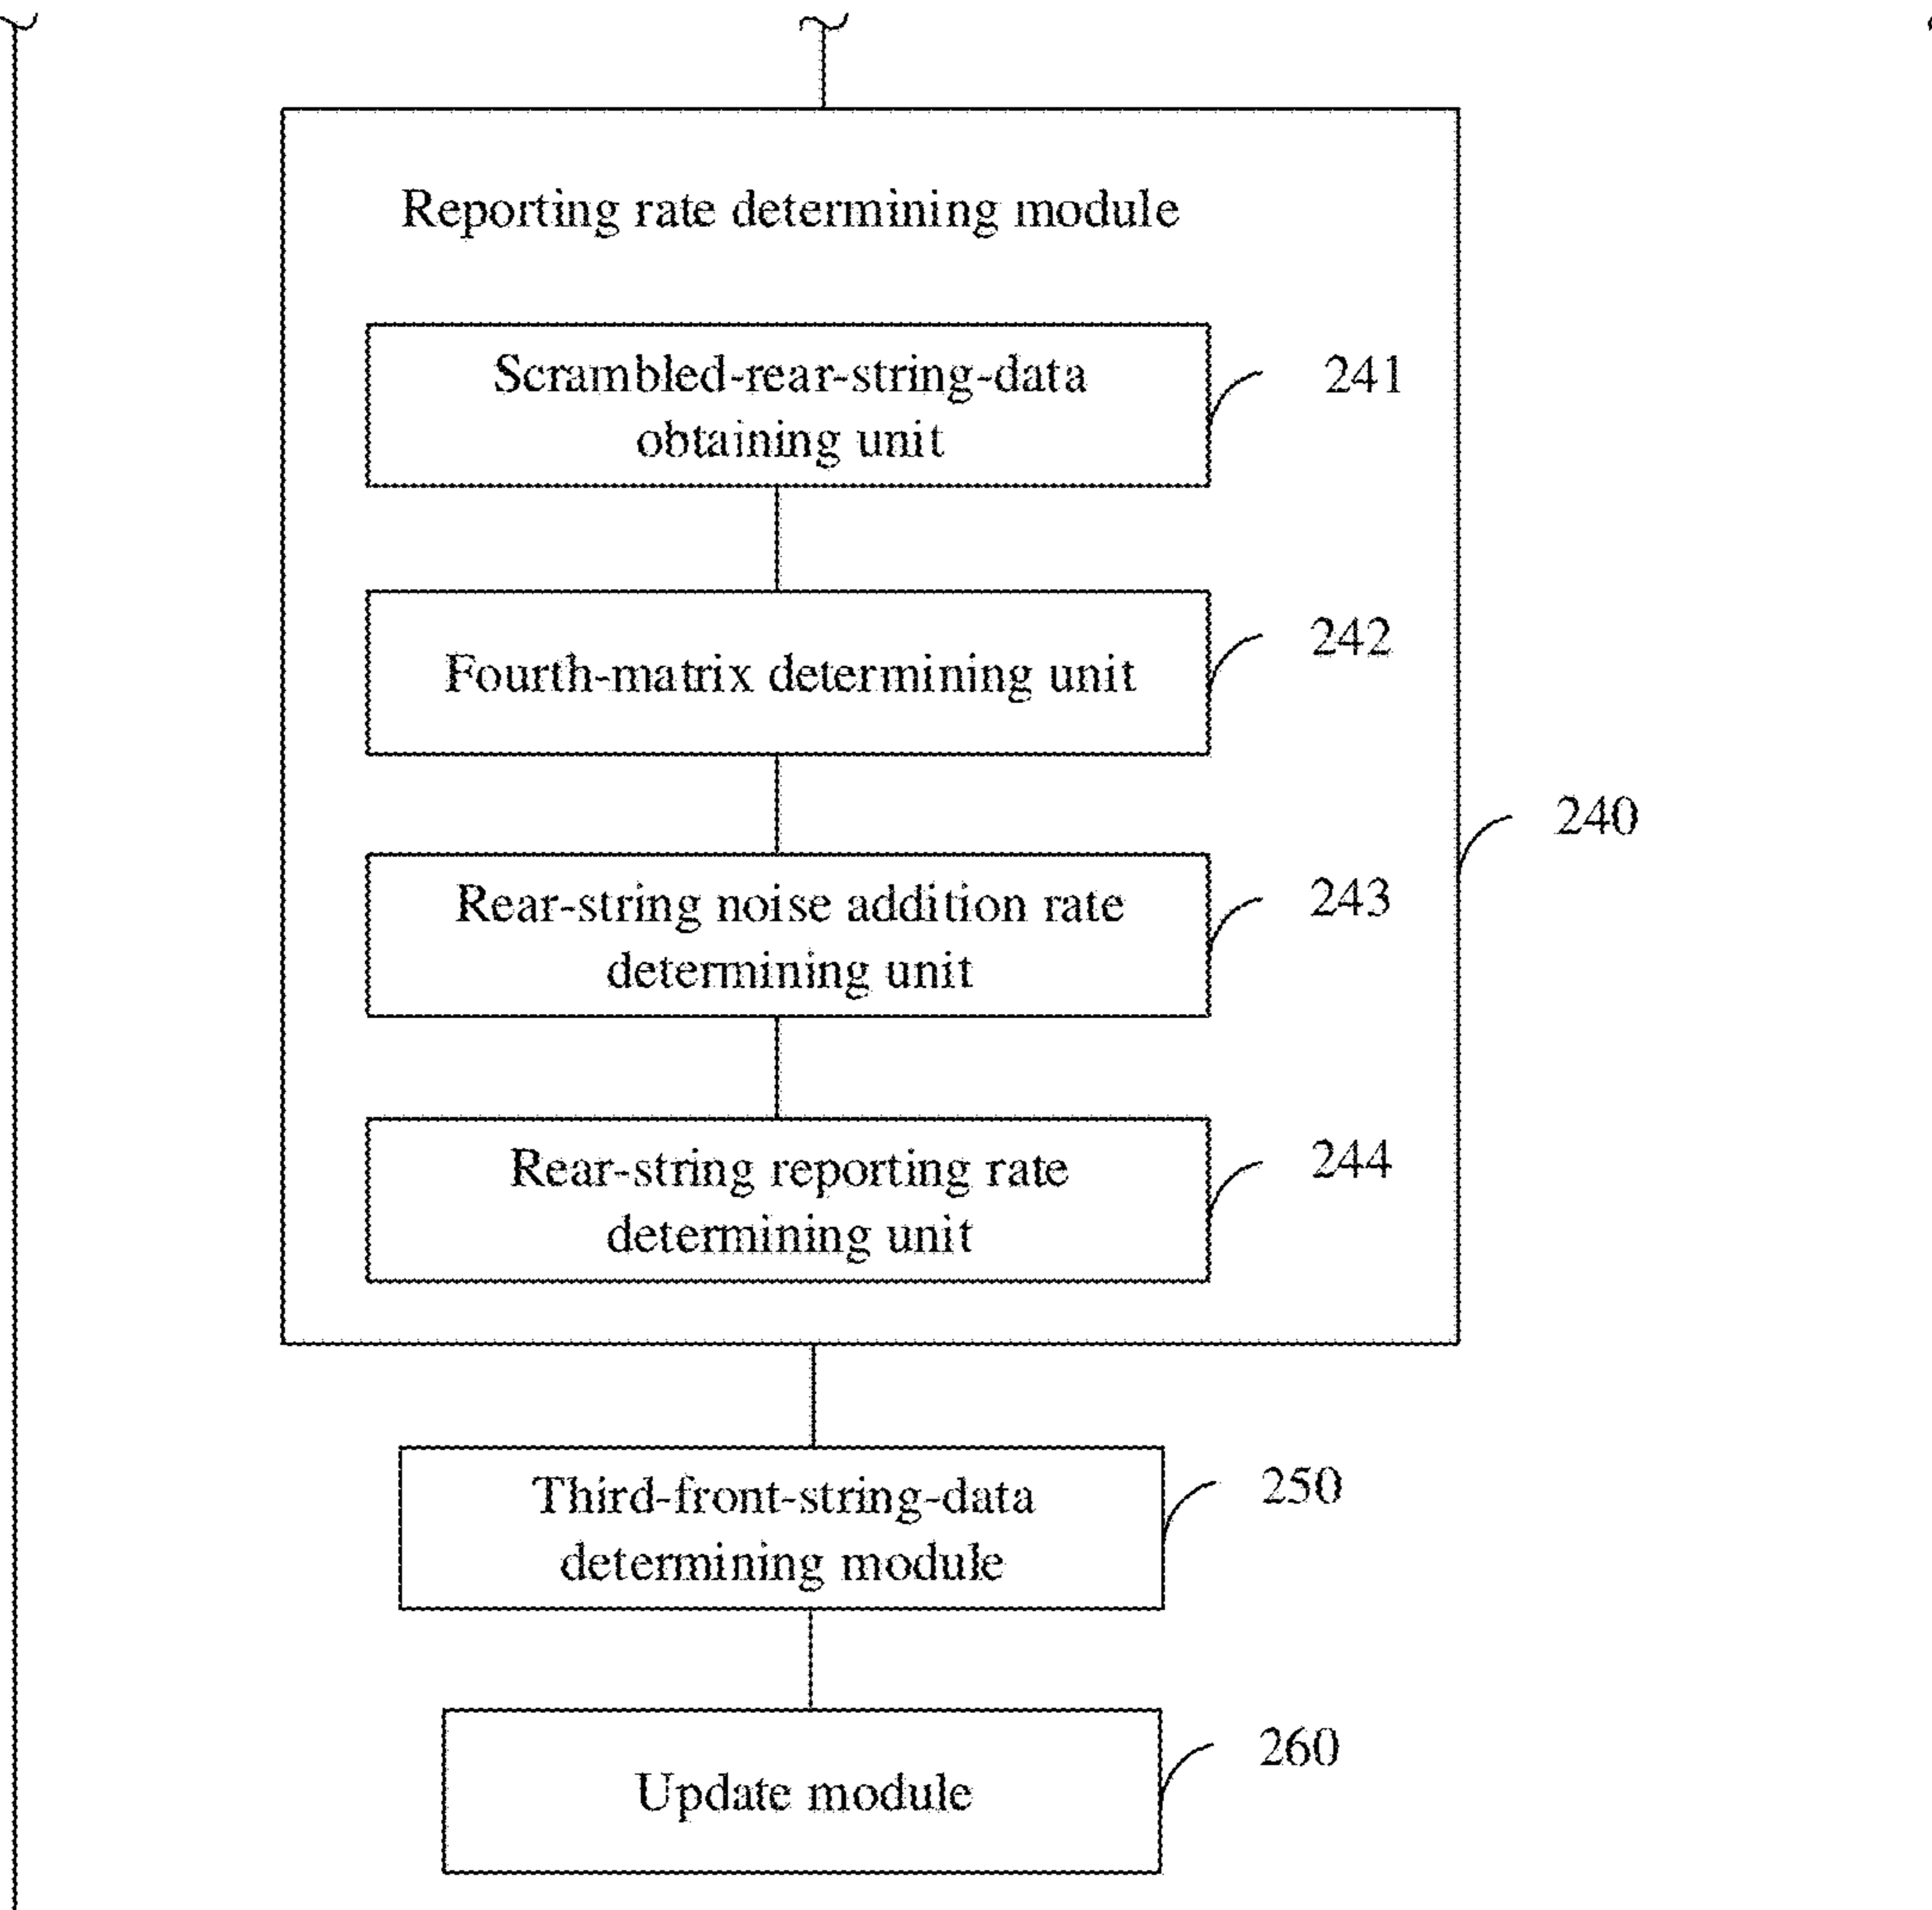 Reporting rate determining module
Scrambled-rear-string-data
obtaining unit
241
Fourth-matrix determining unit
242
240
Rear-string noise addition rate
determining unit
243
Rear-string reporting rate
determining unit
244
Third-front-string-data
determining module
250
Update module
260